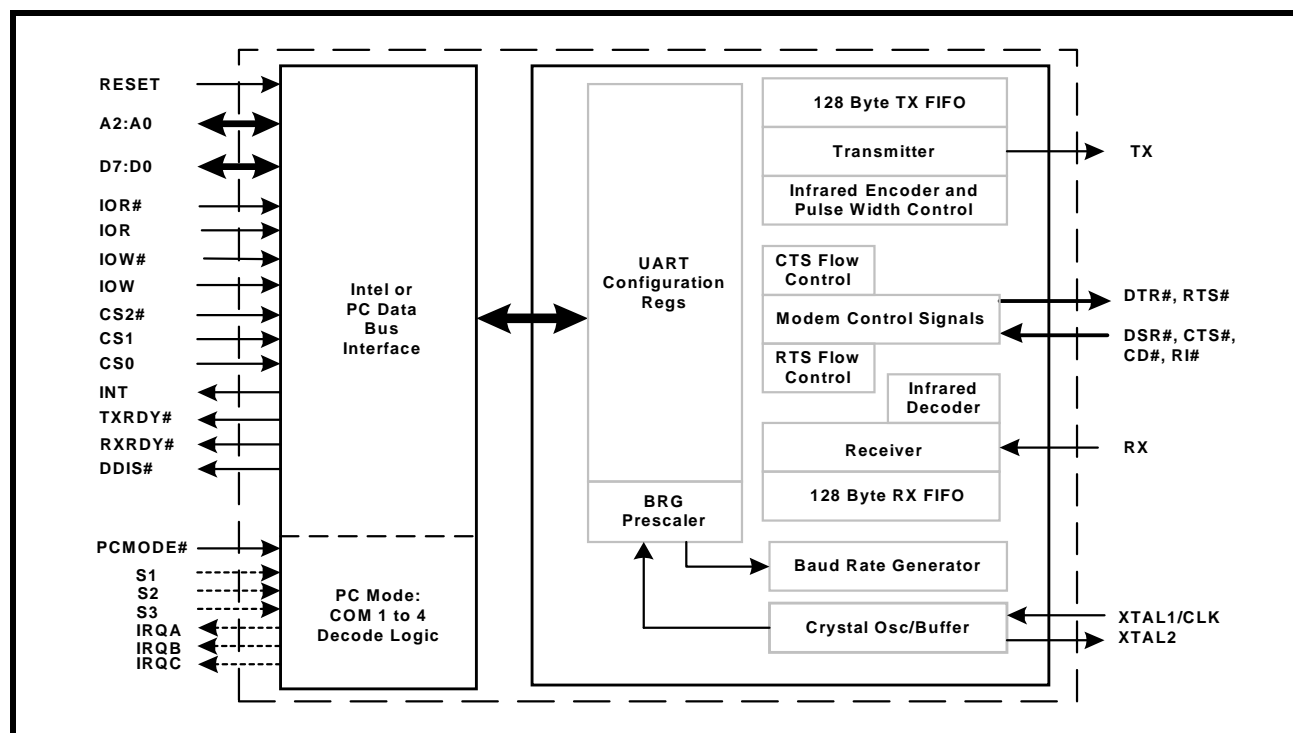 RESET
A2:A0
D7:D0
IOR#
IOR
IOW#
IOW
CS2#
CS1
CS0
INT
TXRDY#
RXRDY#
DDIS#
PCMODE#
S1
S2
S3
IRQA
IRQB
IRQC
Intel or
PC Data
Bus
Interface
PC Mode:
COM 1 to 4
Decode Logic
UART
Configuration
Regs
BRG
Prescaler
128 Byte TX FIFO
Transmitter
Infrared Encoder and
Pulse Width Control
CTS Flow
Control
Modem Control Signals
RTS Flow
Control
Infrared
Decoder
Receiver
128 Byte RX FIFO
Baud Rate Generator
Crystal Osc/Buffer
TX
DTR#, RTS#
DSR#, CTS#,
CD#, RI#
RX
XTAL1/CLK
XTAL2